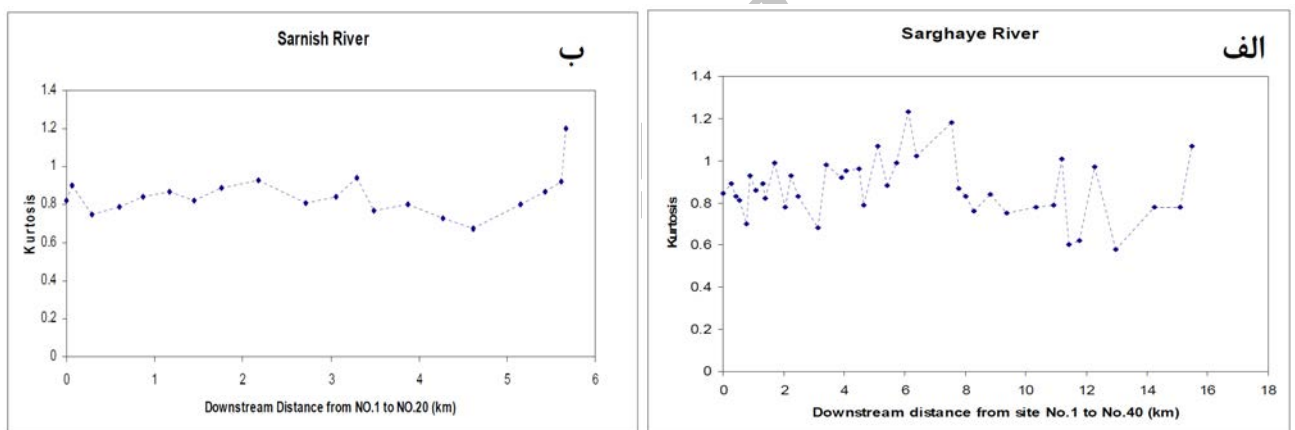 Sarnish River
ب
Kurtosis
1.4
1.2
1
0.8
0.6
0.4
0.2
0
0 1 2 3 4 5 6
Downstream Distance from NO.1 to NO.20 (km)
Sarghaye River
الف
Kurtosis
1.4
1.2
1
0.8
0.6
0.4
0.2
0
0 2 4 6 8 10 12 14 16 18
Downstream distance from site No.1 to No.40 (km)